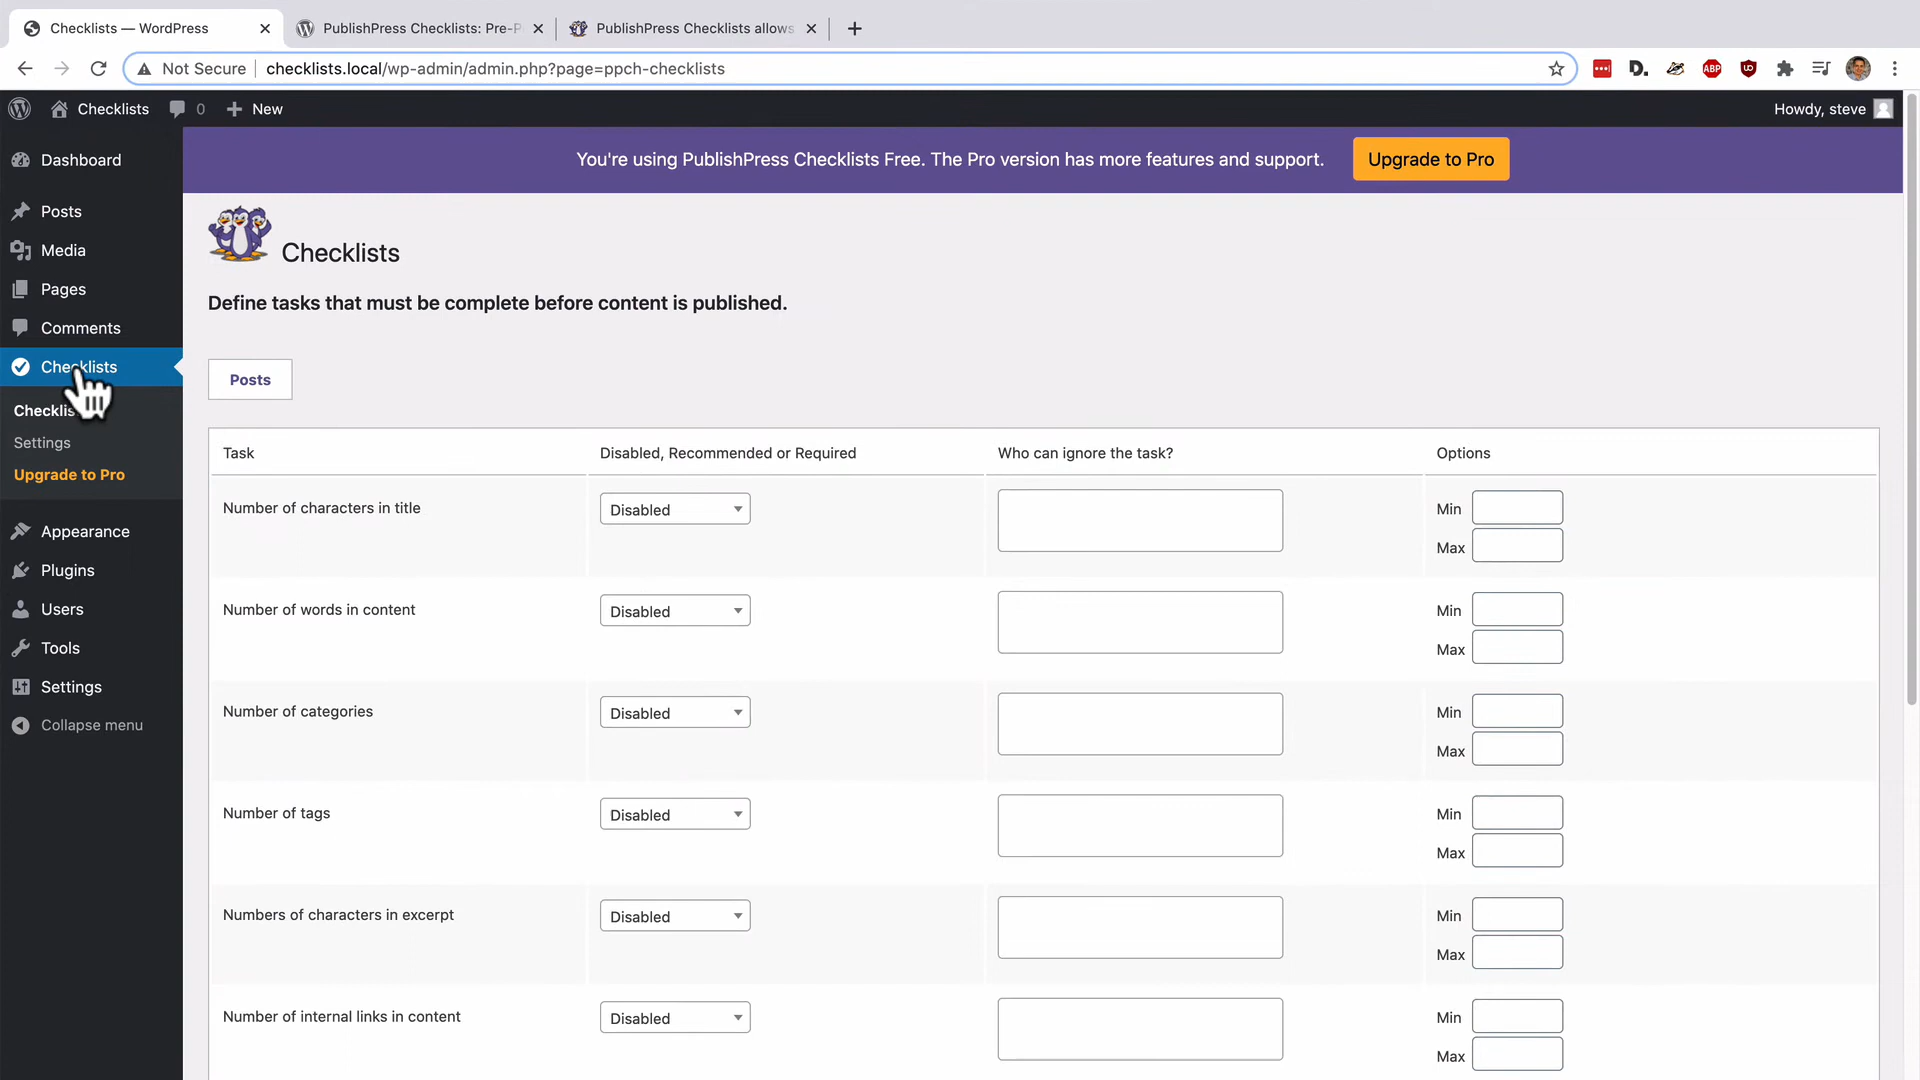 Checklists — WordPress
PublishPress Checklists: Pre-P
PublishPress Checklists allows
Not Secure
checklists.local/wp-admin/admin.php?page=ppch-checklists
D.
ABP
Checklists
0
New
Howdy, steve
Dashboard
Posts
Media
Pages
Comments
Checklists
Checklis
Settings
Upgrade to Pro
Appearance
Plugins
Users
Tools
Settings
Collapse menu
You're using PublishPress Checklists Free. The Pro version has more features and support.
Upgrade to Pro
Checklists
Define tasks that must be complete before content is published.
Posts
Task
Disabled, Recommended or Required
Who can ignore the task?
Options
Number of characters in title
Disabled
Min
Max
Number of words in content
Disabled
Min
Max
Number of categories
Disabled
Min
Max
Number of tags
Disabled
Min
Max
Numbers of characters in excerpt
Disabled
Min
Max
Number of internal links in content
Disabled
Min
Max